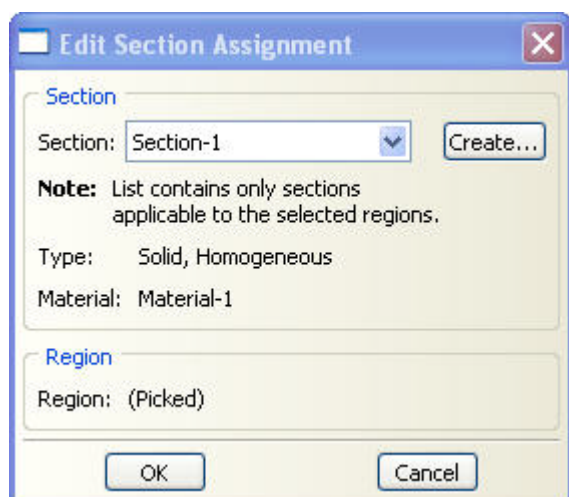 Edit Section Assignment
Section
Section: Section-1 Create...
Note: List contains only sections
applicable to the selected regions.
Type: Solid, Homogeneous
Material: Material-1
Region
Region: (Picked)
OK Cancel